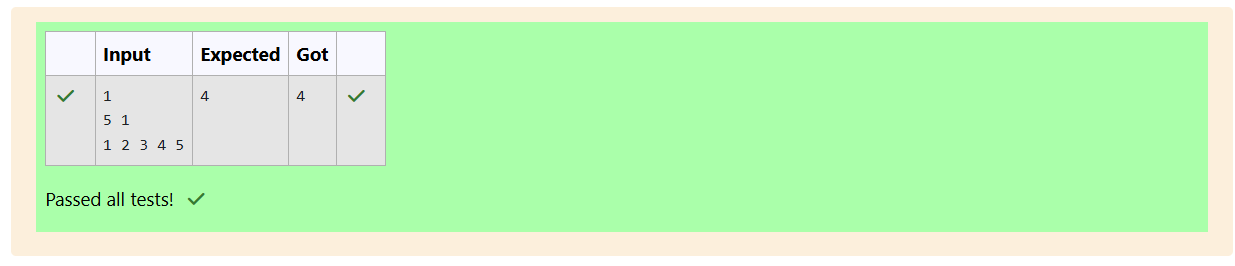 Input Expected Got
1 4 4
5 1
1 2 3 4 5
Passed all tests!